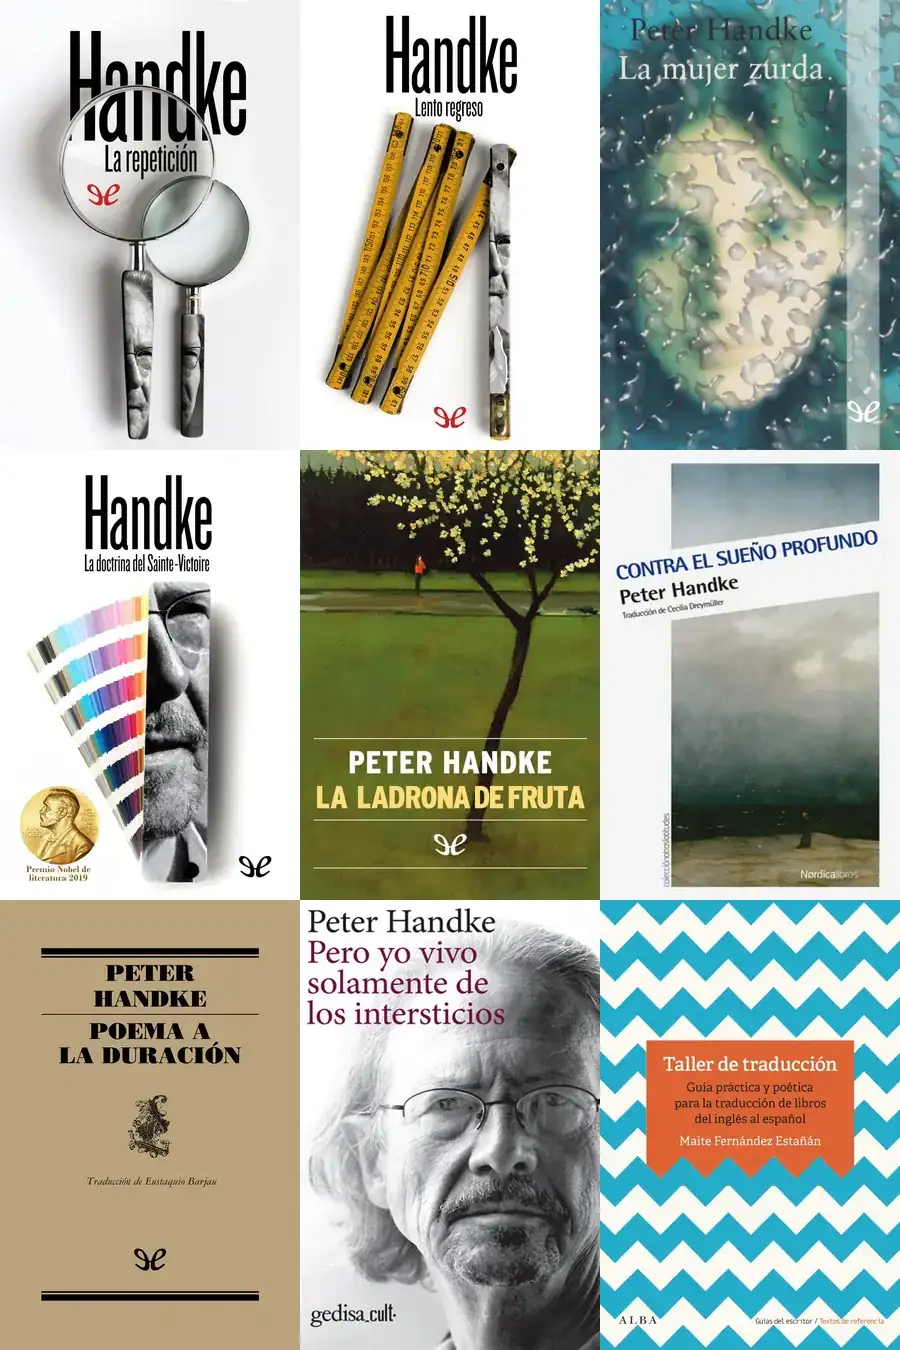 Handke
La repetición
Handke
Lento regreso
Peter Handke
La mujer zurda
Handke
La doctrina del Sainte-Victoire
Premio Nobel de
literatura 2019
PETER HANDKE
LA LADRONA DE FRUTA
CONTRA EL SUEÑO PROFUNDO
Peter Handke
Traducción de Cecilia Dreymüller
colecciónotraslatitudes
Nórdicalibros
PETER
HANDKE
POEMA A
LA DURACIÓN
Traducción de Eustaquio Barjau
Peter Handke
Pero yo vivo
solamente de
los intersticios
gedisa_cult·
Taller de traducción
Guía práctica y poética
para la traducción de libros
del inglés al español
Maite Fernández Estañán
ALBA
Guías del escritor / Textos de referencia